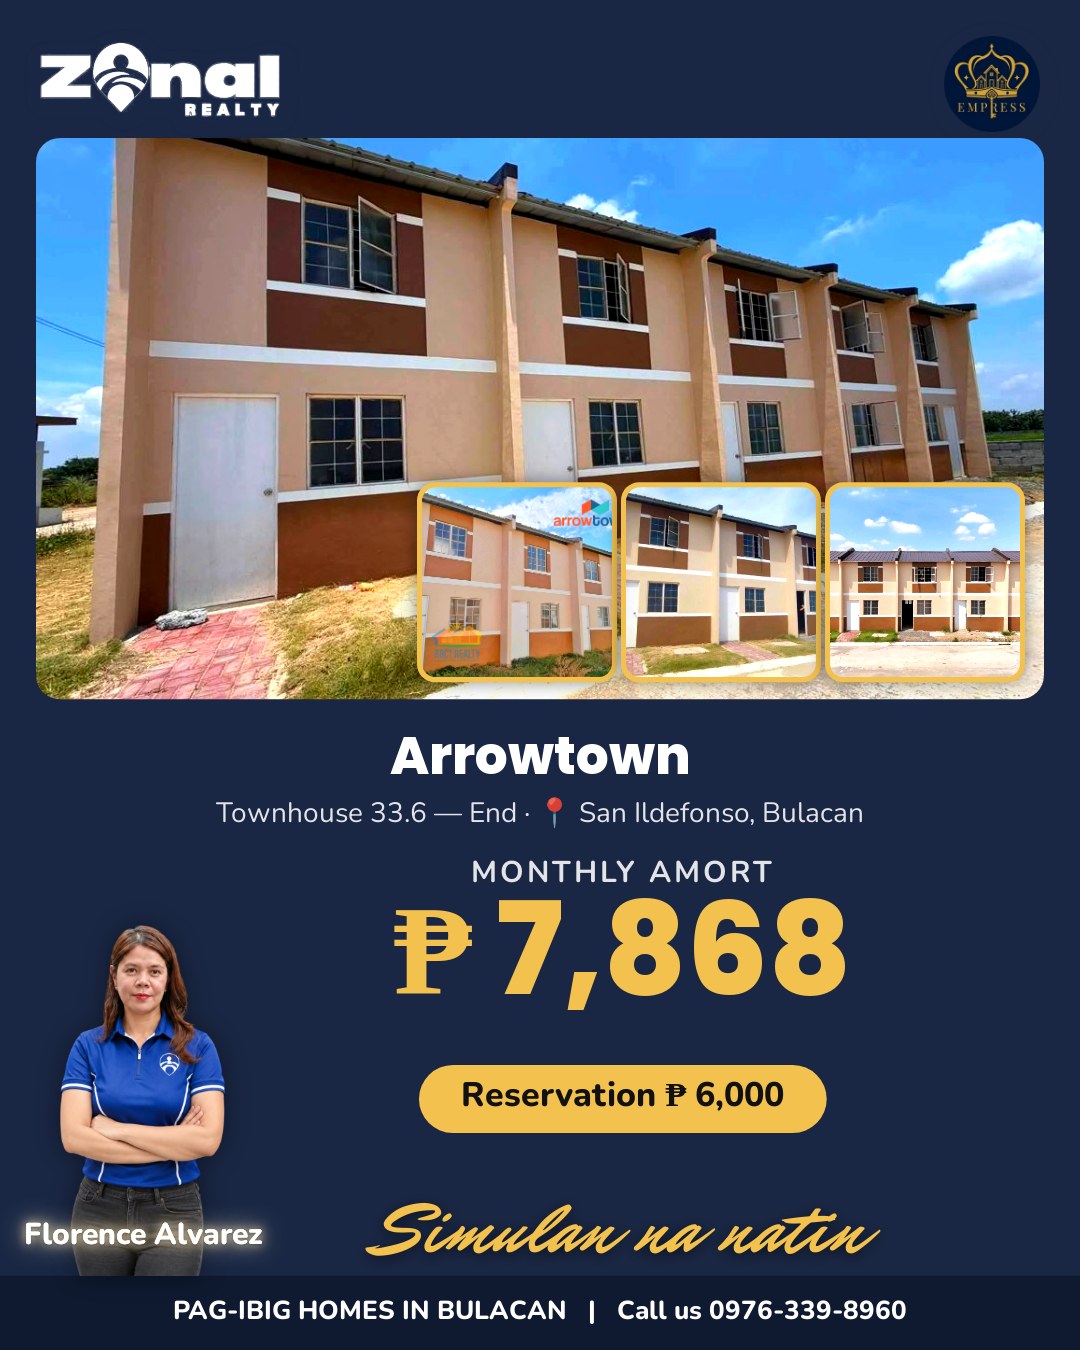 Zonal
REALTY
EMPRESS
arrowtow
Arrowtown
Townhouse 33.6 — End · 📍 San Ildefonso, Bulacan
MONTHLY AMORT
₱ 7,868
Reservation ₱ 6,000
Florence Alvarez
Simulan na natin
PAG-IBIG HOMES IN BULACAN | Call us 0976-339-8960